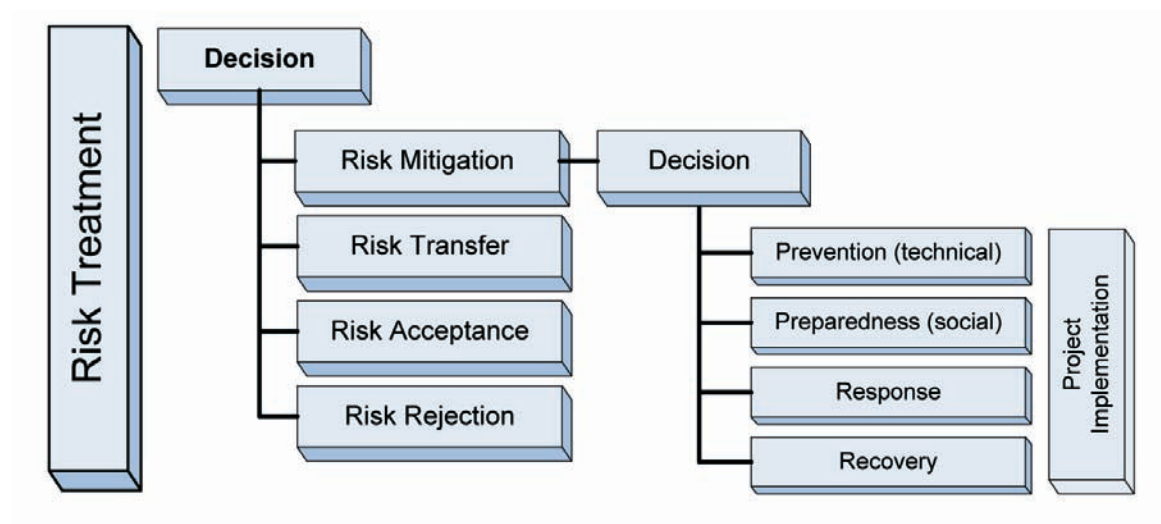 Risk Treatment
Decision
Risk Mitigation
Decision
Risk Transfer
Risk Acceptance
Risk Rejection
Prevention (technical)
Preparedness (social)
Response
Recovery
Project
Implementation